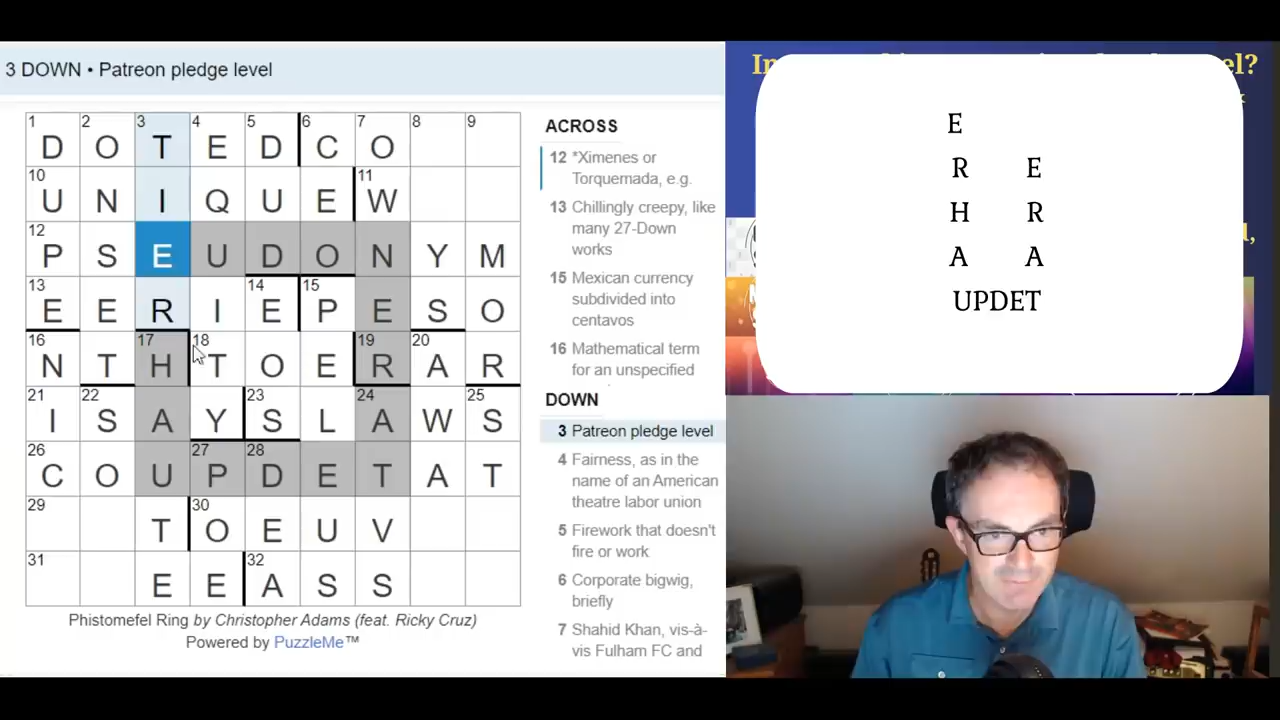 3 DOWN • Patreon pledge level
1 2 3 4 5 6 7 8 9
D O T E D C O
10 11
U N I Q U E W
12
P S E U D O N Y M
13 14 15
E E R I E P E S O
16 17 18 19 20
N T H T O E R A R
21 22 23 24 25
I S A Y S L A W S
26 27 28
C O U P D E T A T
29 30
T O E U V
31 32
E E A S S
Phistomefel Ring by Christopher Adams (feat. Ricky Cruz)
Powered by PuzzleMe™
ACROSS
12 *Ximenes or
Torquemada, e.g.
13 Chillingly creepy, like
many 27-Down
works
15 Mexican currency
subdivided into
centavos
16 Mathematical term
for an unspecified
DOWN
3 Patreon pledge level
4 Fairness, as in the
name of an American
theatre labor union
5 Firework that doesn't
fire or work
6 Corporate bigwig,
briefly
7 Shahid Khan, vis-à-
vis Fulham FC and
E
R E
H R
A A
UPDET